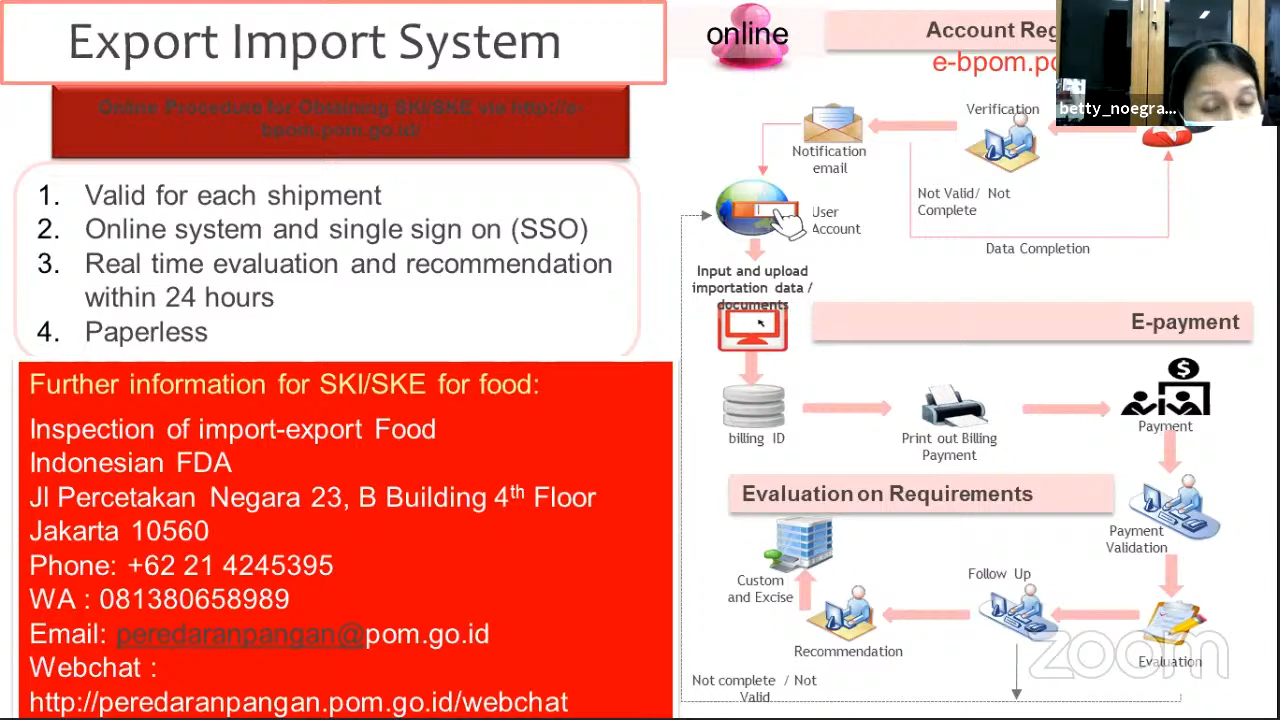 Export Import System
Online Procedure for Obtaining SKI/SKE via http://e-
bpom.pom.go.id/
1. Valid for each shipment
2. Online system and single sign on (SSO)
3. Real time evaluation and recommendation
within 24 hours
4. Paperless
Further information for SKI/SKE for food:
Inspection of import-export Food
Indonesian FDA
Jl Percetakan Negara 23, B Building 4th Floor
Jakarta 10560
Phone: +62 21 4245395
WA : 081380658989
Email: peredaranpangan@pom.go.id
Webchat :
http://peredaranpangan.pom.go.id/webchat
online
Account Reg
e-bpom.po
betty_noegra...
Verification
Notification
email
Not Valid/ Not
Complete
User
Account
Data Completion
Input and upload
importation data /
documents
E-payment
billing ID
Print out Billing
Payment
Payment
Evaluation on Requirements
Payment
Validation
Custom
and Excise
Follow Up
Recommendation
Evaluation
Not complete / Not
Valid
zoom